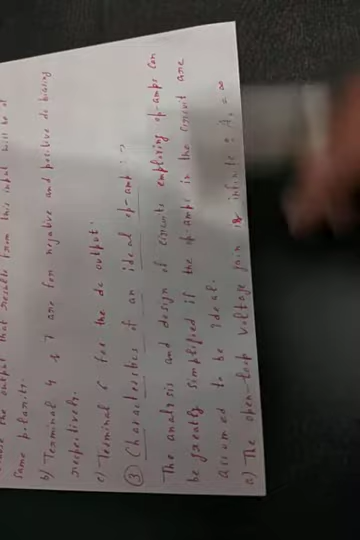 the output that results from this input will be of
same polarity.
b) Terminal 4 & 7 are for negative and positive dc biasing
respectively.
c) Terminal 6 for the dc output.
③ Characteristics of an ideal op-amp :→
The analysis and design of circuits employing op-amps can
be greatly simplified if the op-amps in the circuit are
assumed to be ideal.
a) The open-loop voltage gain is infinite : A₀ = ∞